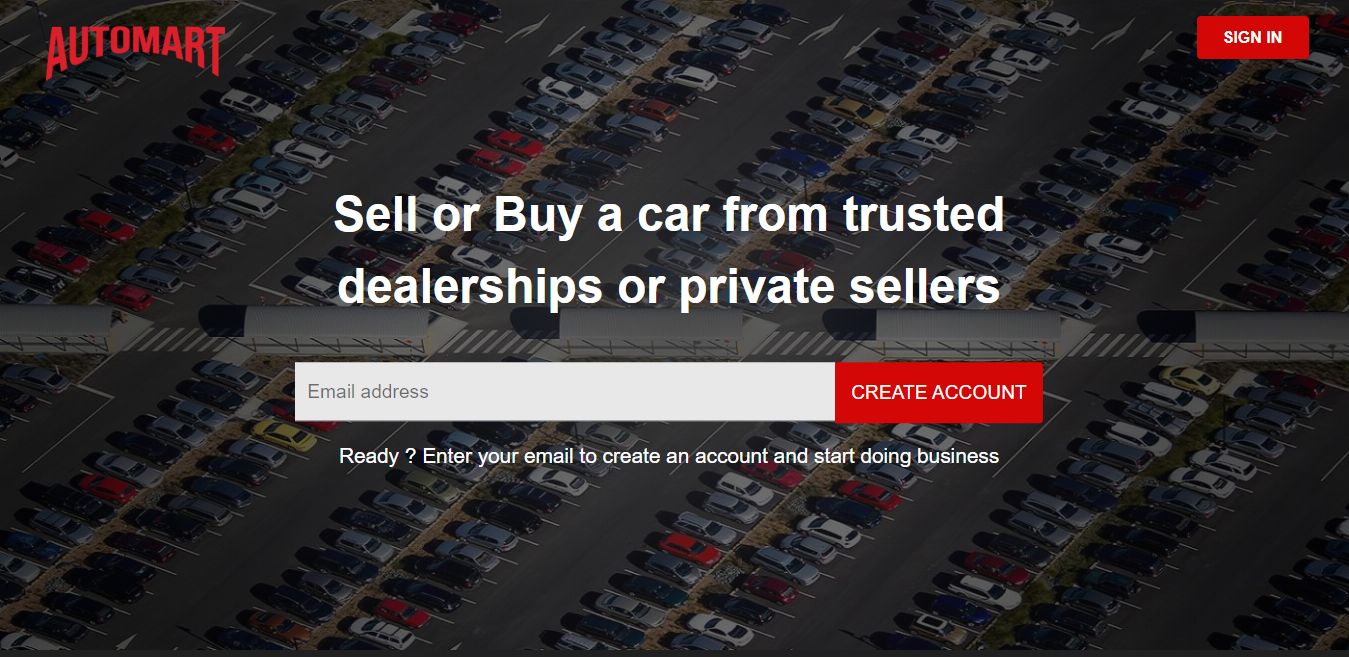 AUTOMART
SIGN IN
Sell or Buy a car from trusted
dealerships or private sellers
Email address
CREATE ACCOUNT
Ready ? Enter your email to create an account and start doing business